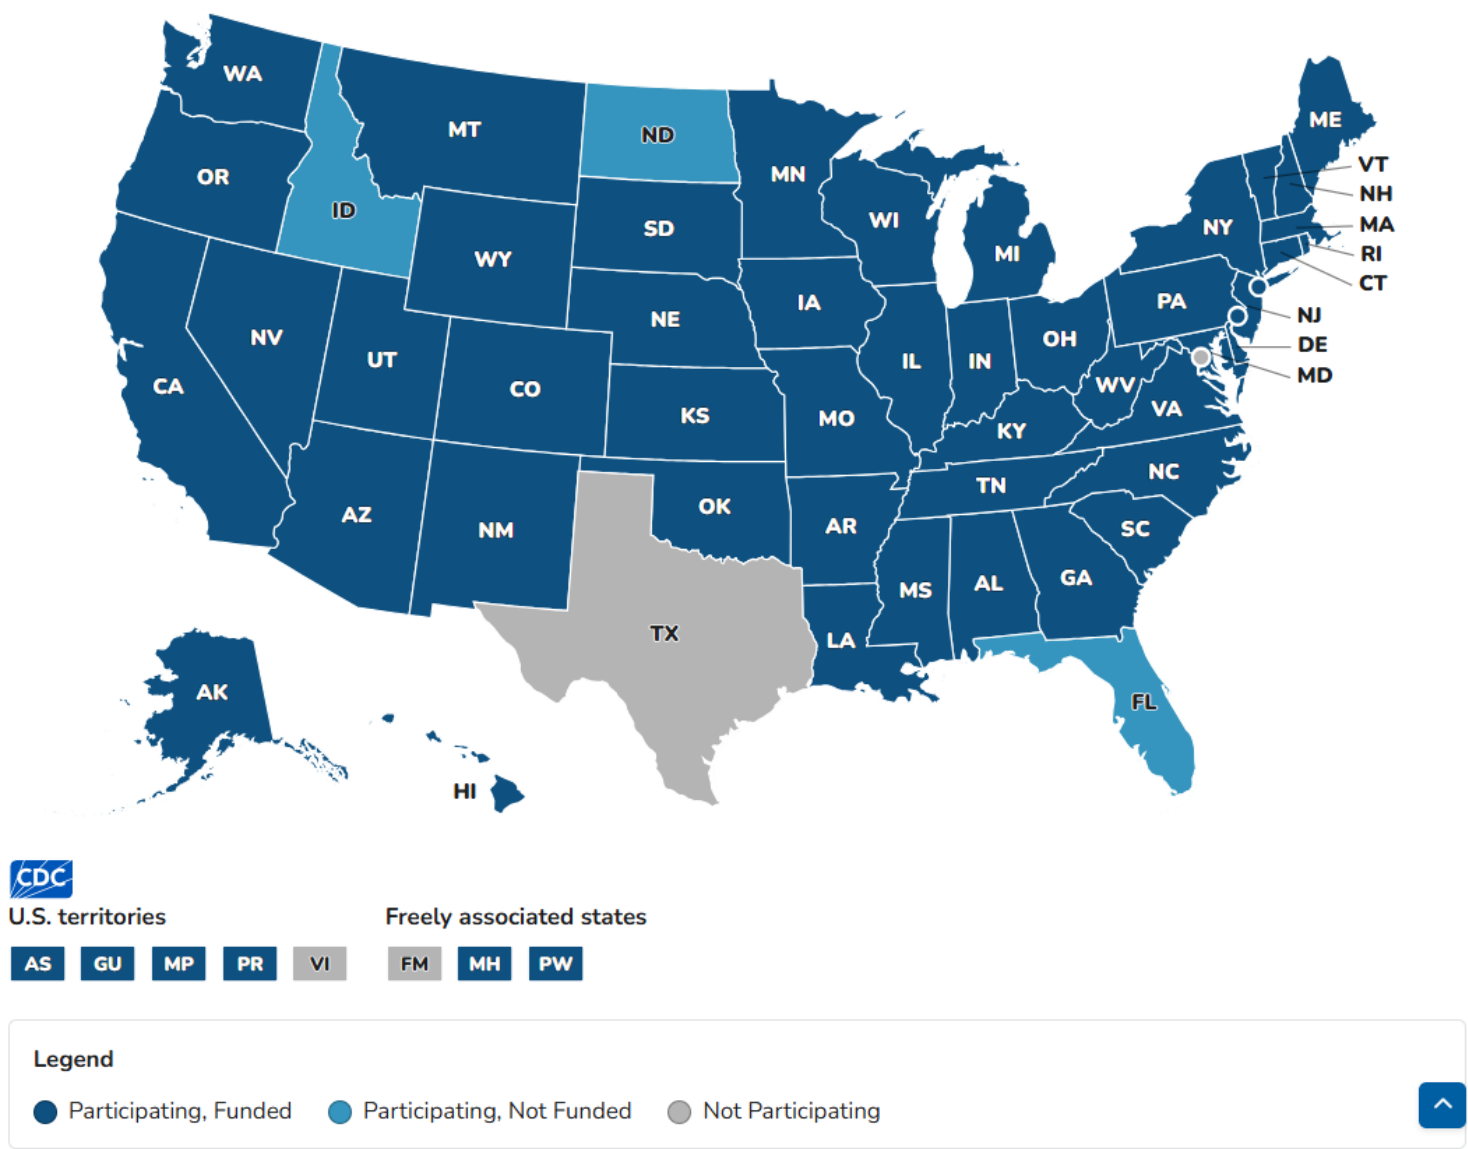 WA
MT
ND
ME
OR
ID
MN
VT
NH
SD
WI
NY
MA
WY
MI
RI
CT
IA
PA
NE
NJ
NV
OH
DE
UT
IL
IN
MD
CA
CO
WV
KS
MO
VA
KY
NC
TN
AZ
OK
NM
AR
SC
MS
AL
GA
TX
LA
AK
FL
HI
CDC
U.S. territories
Freely associated states
AS GU MP PR VI FM MH PW
Legend
Participating, Funded Participating, Not Funded Not Participating